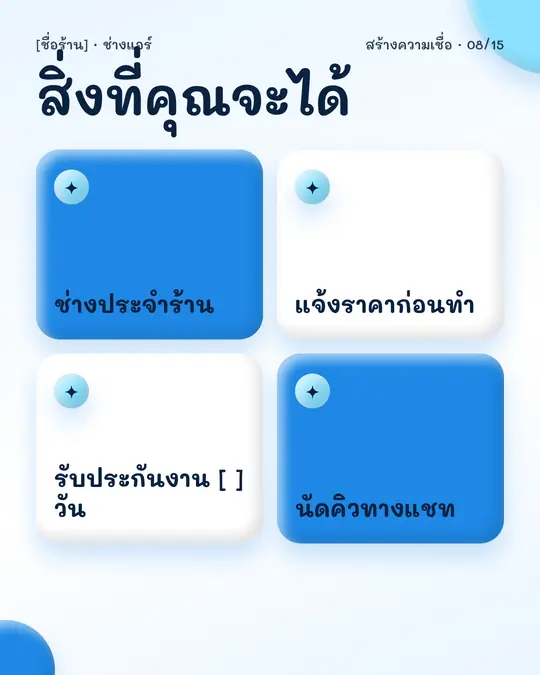 [ชื่อร้าน] · ช่างแอร์
สร้างความเชื่อ · 08/15
สิ่งที่คุณจะได้
ช่างประจำร้าน
แจ้งราคาก่อนทำ
รับประกันงาน [ ]
วัน
นัดคิวทางแชท